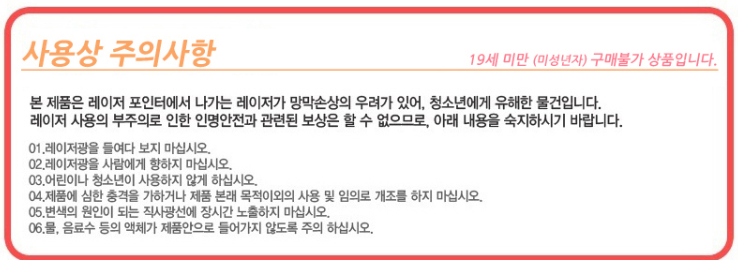 사용상 주의사항
19세 미만 (미성년자) 구매불가 상품입니다.
본 제품은 레이저 포인터에서 나가는 레이저가 망막손상의 우려가 있어, 청소년에게 유해한 물건입니다.
레이저 사용의 부주의로 인한 인명안전과 관련된 보상은 할 수 없으므로, 아래 내용을 숙지하시기 바랍니다.
01.레이저광을 들여다 보지 마십시오.
02.레이저광을 사람에게 향하지 마십시오.
03.어린이나 청소년이 사용하지 않게 하십시오.
04.제품에 심한 충격을 가하거나 제품 본래 목적이외의 사용 및 임의로 개조를 하지 마십시오.
05.변색의 원인이 되는 직사광선에 장시간 노출하지 마십시오.
06.물, 음료수 등의 액체가 제품안으로 들어가지 않도록 주의 하십시오.